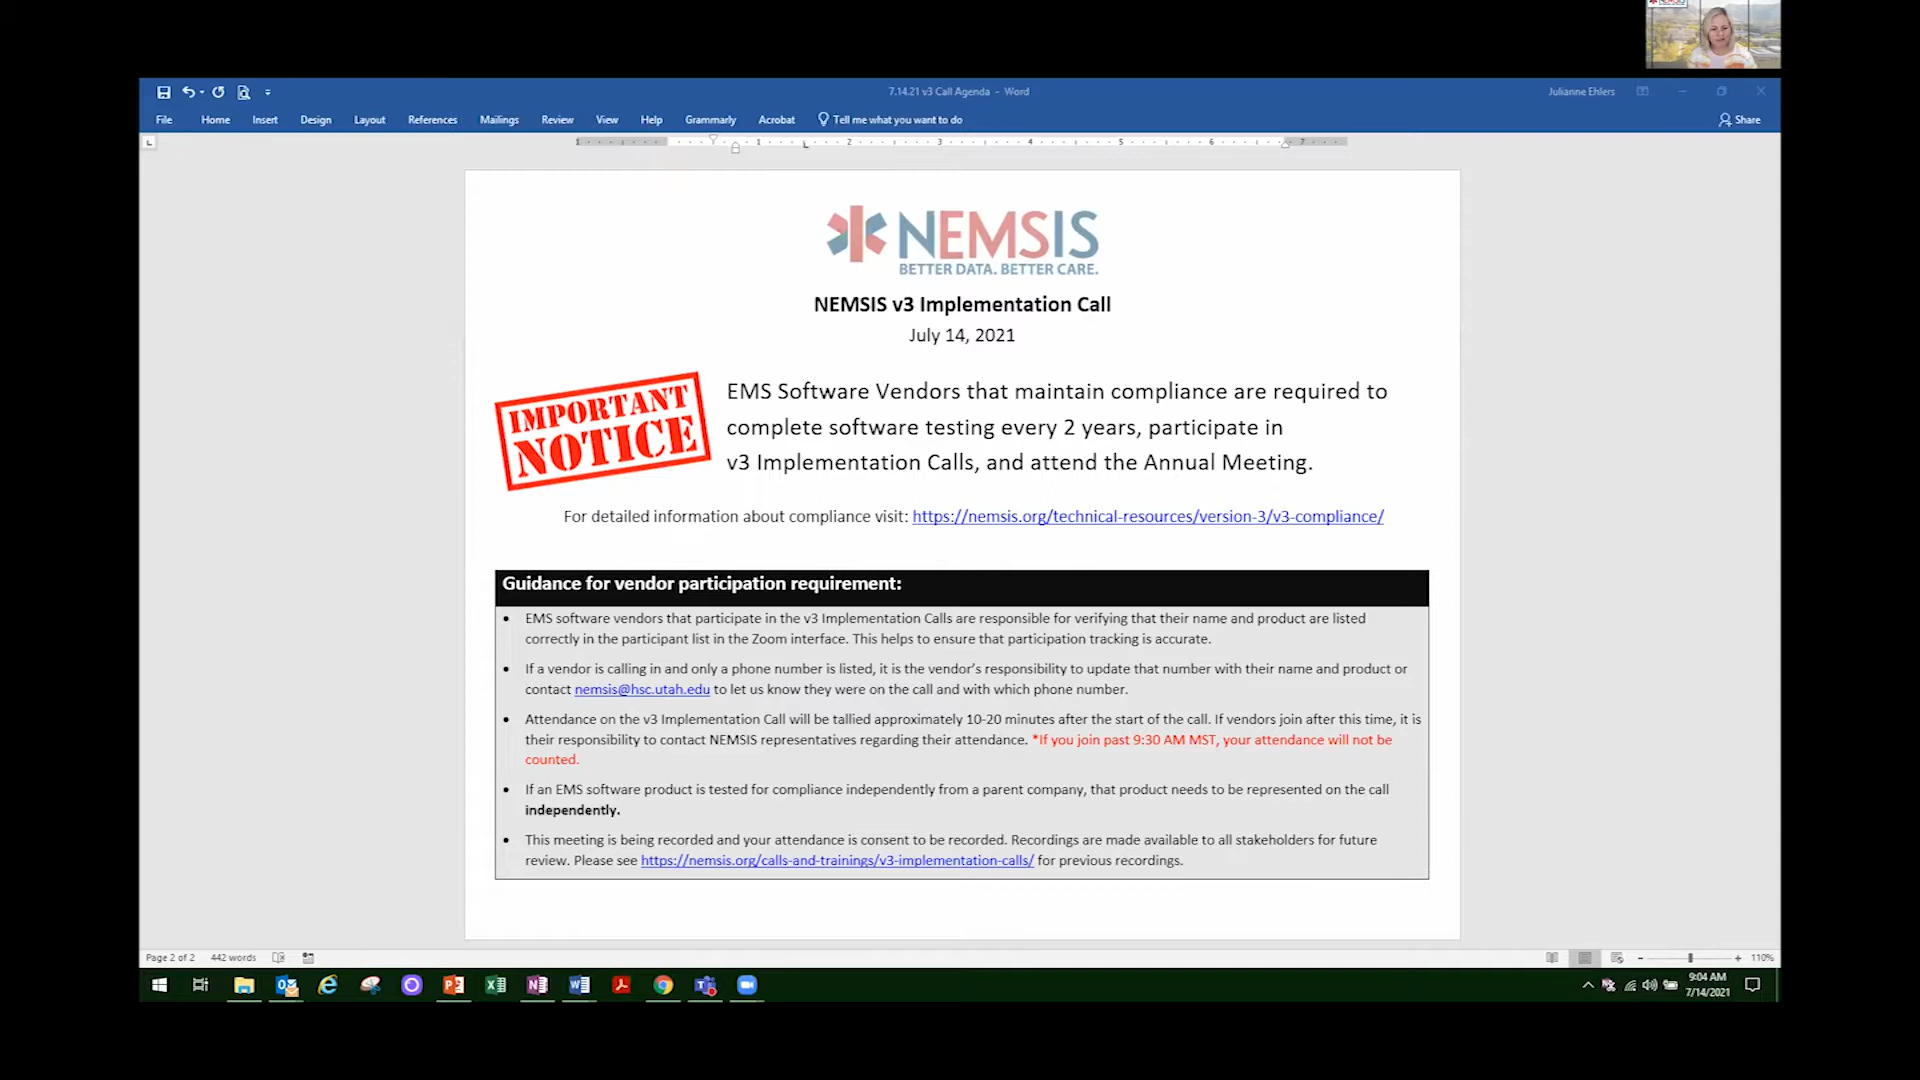 NEMSIS
7.14.21 v3 Call Agenda - Word
Julianne Ehlers
File Home Insert Design Layout References Mailings Review View Help Grammarly Acrobat Tell me what you want to do Share
1 1 2 3 4 5 6 7
NEMSIS
BETTER DATA. BETTER CARE.
NEMSIS v3 Implementation Call
July 14, 2021
IMPORTANT
NOTICE
EMS Software Vendors that maintain compliance are required to
complete software testing every 2 years, participate in
v3 Implementation Calls, and attend the Annual Meeting.
For detailed information about compliance visit: https://nemsis.org/technical-resources/version-3/v3-compliance/
Guidance for vendor participation requirement:
• EMS software vendors that participate in the v3 Implementation Calls are responsible for verifying that their name and product are listed
correctly in the participant list in the Zoom interface. This helps to ensure that participation tracking is accurate.
• If a vendor is calling in and only a phone number is listed, it is the vendor's responsibility to update that number with their name and product or
contact nemsis@hsc.utah.edu to let us know they were on the call and with which phone number.
• Attendance on the v3 Implementation Call will be tallied approximately 10-20 minutes after the start of the call. If vendors join after this time, it is
their responsibility to contact NEMSIS representatives regarding their attendance. *If you join past 9:30 AM MST, your attendance will not be
counted.
• If an EMS software product is tested for compliance independently from a parent company, that product needs to be represented on the call
independently.
• This meeting is being recorded and your attendance is consent to be recorded. Recordings are made available to all stakeholders for future
review. Please see https://nemsis.org/calls-and-trainings/v3-implementation-calls/ for previous recordings.
Page 2 of 2 442 words 110%
9:04 AM
7/14/2021